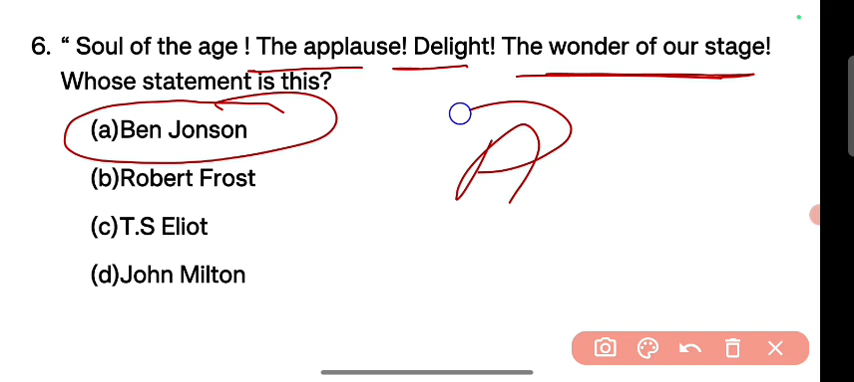 6. “ Soul of the age ! The applause! Delight! The wonder of our stage!
Whose statement is this?
(a)Ben Jonson
A
(b)Robert Frost
(c)T.S Eliot
(d)John Milton